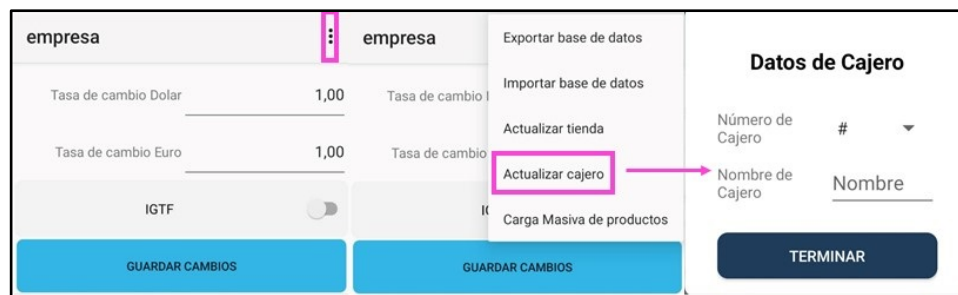 empresa
Tasa de cambio Dolar 1,00
Tasa de cambio Euro 1,00
IGTF
GUARDAR CAMBIOS
empresa
Tasa de cambio
Tasa de cambio
GUARDAR CAMBIOS
Exportar base de datos
Importar base de datos
Actualizar tienda
Actualizar cajero
Carga Masiva de productos
Datos de Cajero
Número de
Cajero
#
Nombre de
Cajero
Nombre
TERMINAR